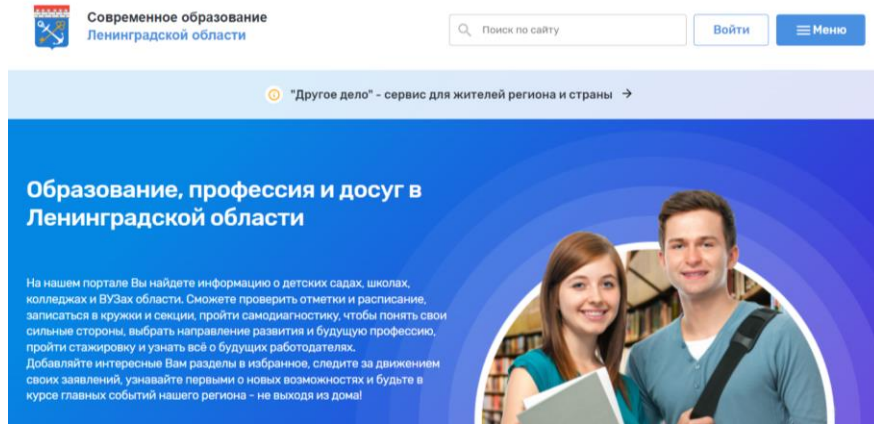 Современное образование
Ленинградской области
Поиск по сайту
Войти
Меню
"Другое дело" - сервис для жителей региона и страны →
Образование, профессия и досуг в
Ленинградской области
На нашем портале Вы найдете информацию о детских садах, школах,
колледжах и ВУЗах области. Сможете проверить отметки и расписание,
записаться в кружки и секции, пройти самодиагностику, чтобы понять свои
сильные стороны, выбрать направление развития и будущую профессию,
пройти стажировку и узнать всё о будущих работодателях.
Добавляйте интересные Вам разделы в избранное, следите за движением
своих заявлений, узнавайте первыми о новых возможностях и будьте в
курсе главных событий нашего региона - не выходя из дома!